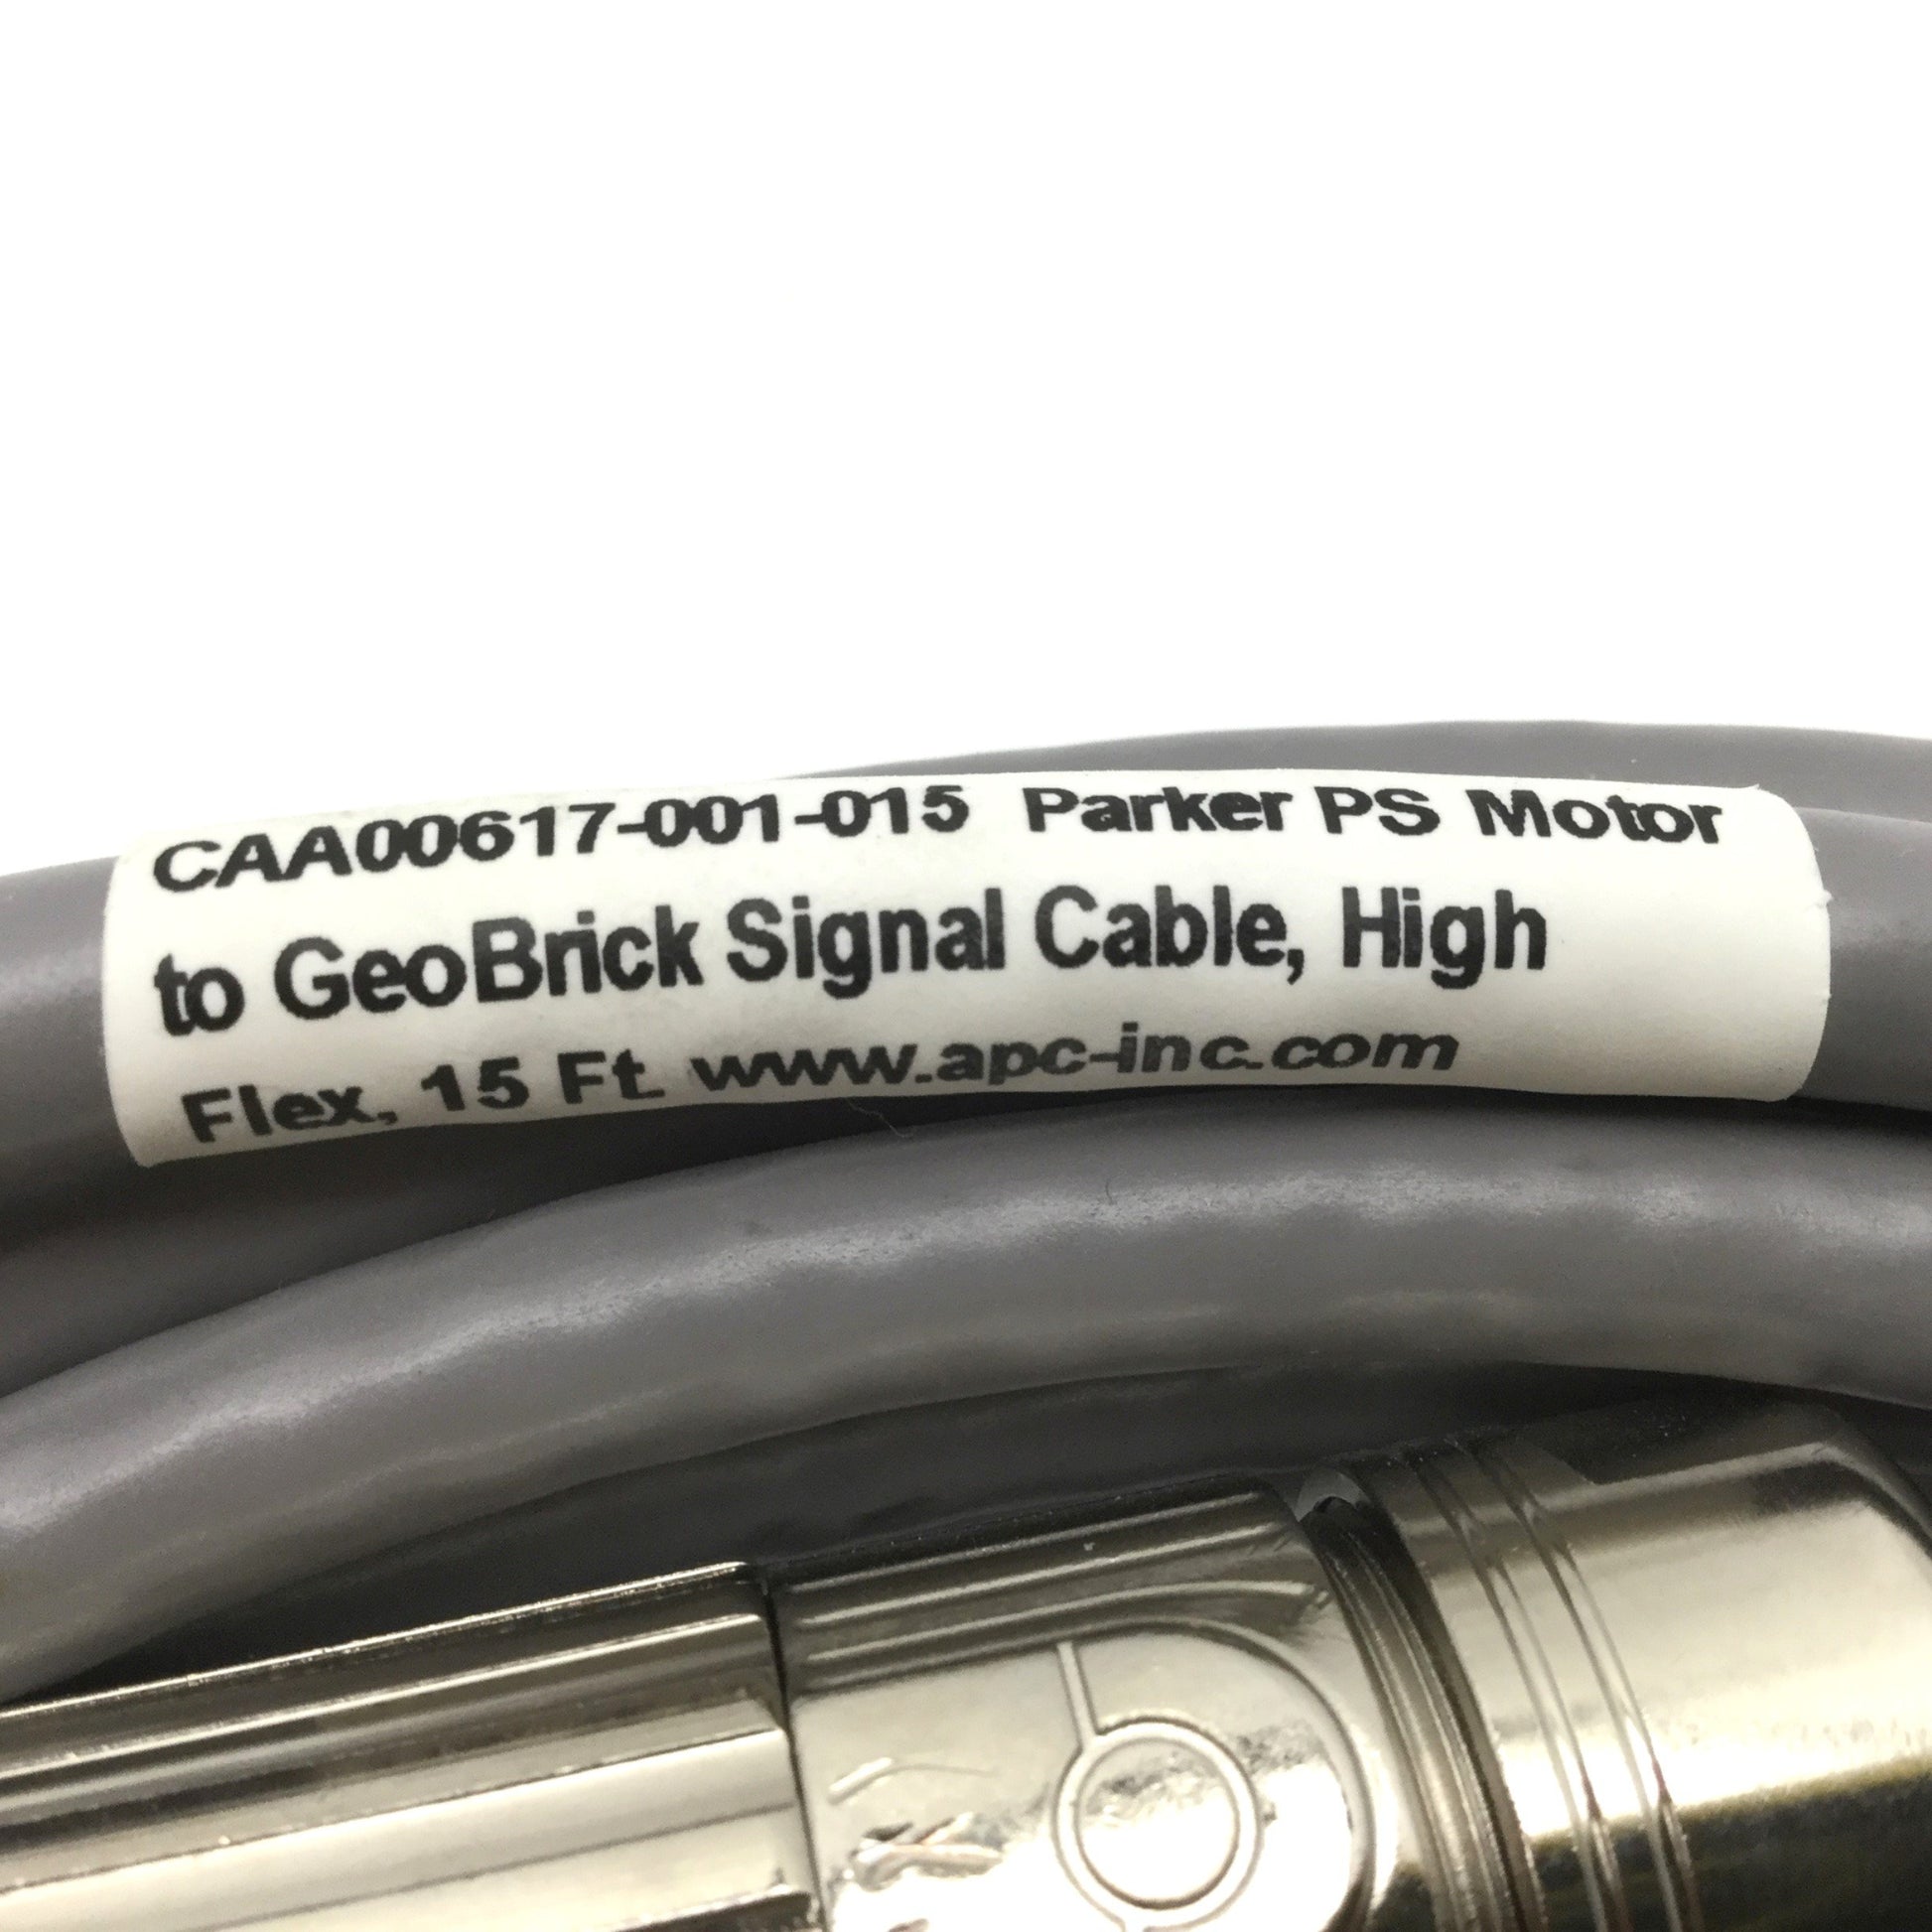 CAA00617-001-015 Parker PS Motor
to GeoBrick Signal Cable, High
Flex, 15 Ft. www.apc-inc.com